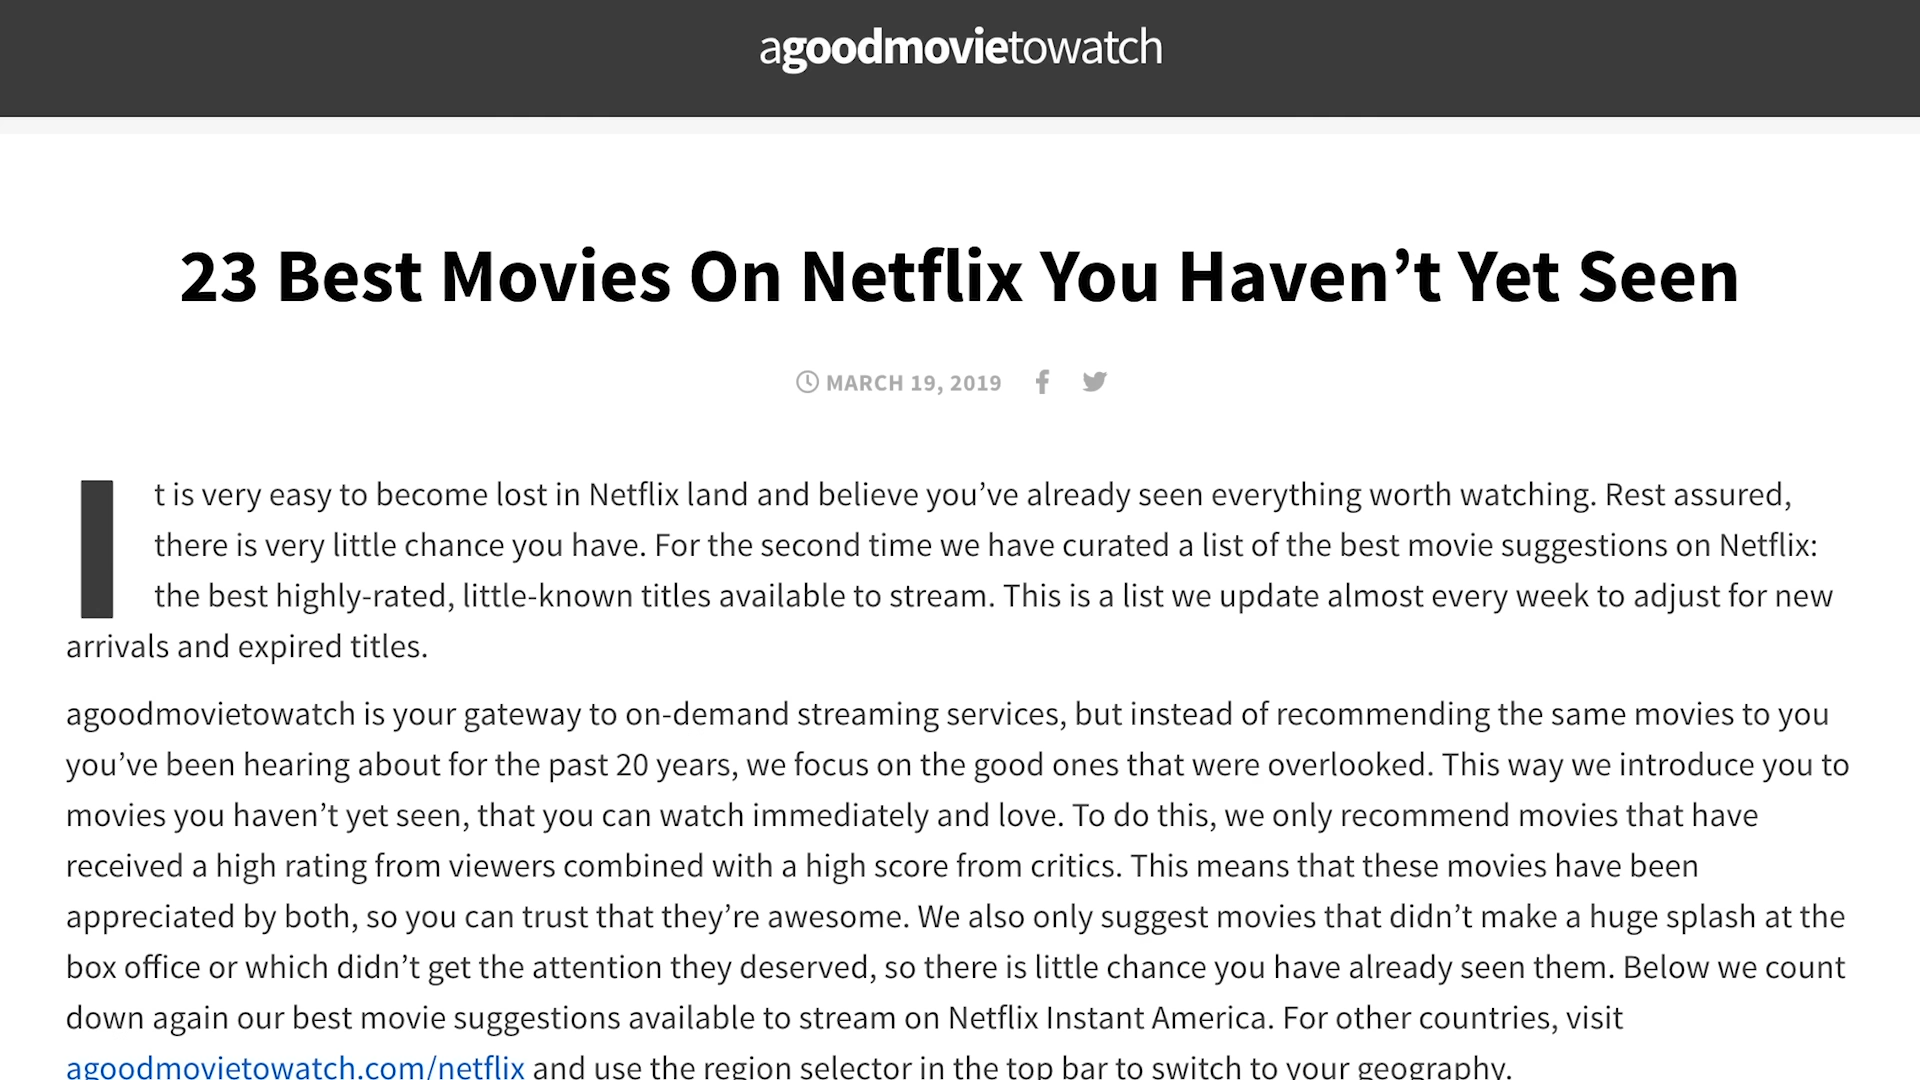 agoodmovietowatch
23 Best Movies On Netflix You Haven’t Yet Seen
MARCH 19, 2019
It is very easy to become lost in Netflix land and believe you’ve already seen everything worth watching. Rest assured,
there is very little chance you have. For the second time we have curated a list of the best movie suggestions on Netflix:
the best highly-rated, little-known titles available to stream. This is a list we update almost every week to adjust for new
arrivals and expired titles.
agoodmovietowatch is your gateway to on-demand streaming services, but instead of recommending the same movies to you
you’ve been hearing about for the past 20 years, we focus on the good ones that were overlooked. This way we introduce you to
movies you haven’t yet seen, that you can watch immediately and love. To do this, we only recommend movies that have
received a high rating from viewers combined with a high score from critics. This means that these movies have been
appreciated by both, so you can trust that they’re awesome. We also only suggest movies that didn’t make a huge splash at the
box office or which didn’t get the attention they deserved, so there is little chance you have already seen them. Below we count
down again our best movie suggestions available to stream on Netflix Instant America. For other countries, visit
agoodmovietowatch.com/netflix and use the region selector in the top bar to switch to your geography.